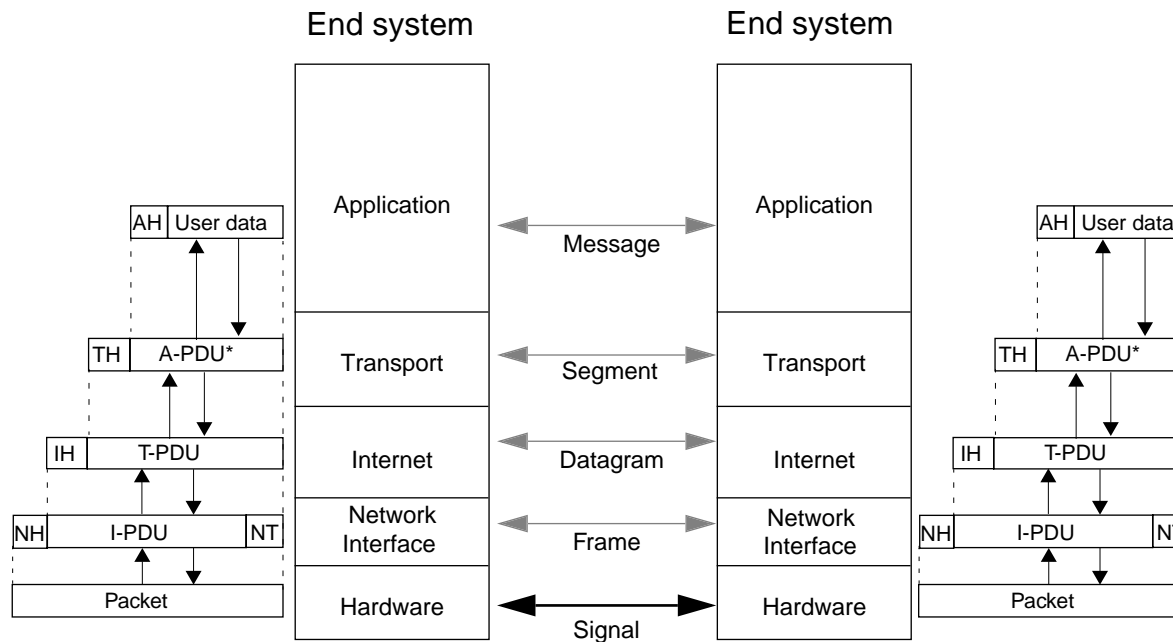 End system
End system
Application
Application
AH User data
AH User data
Message
TH A-PDU*
Transport
Segment
Transport
TH A-PDU*
IH T-PDU
Internet
Datagram
Internet
IH T-PDU
NH I-PDU NT
Network
Interface
Frame
Network
Interface
NH I-PDU
Packet
Hardware
Signal
Hardware
Packet